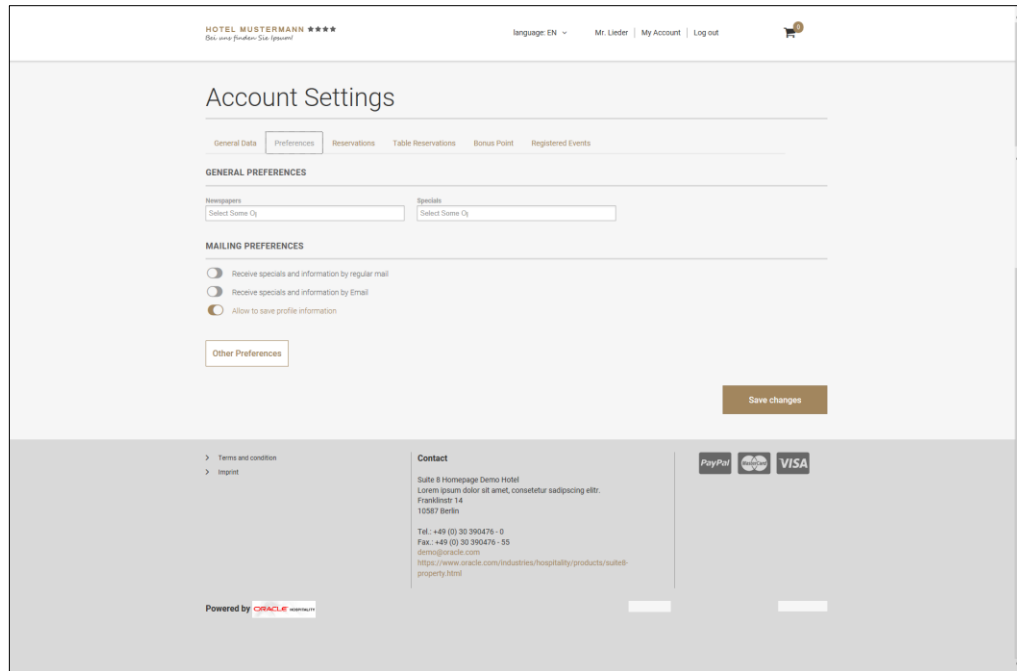 HOTEL MUSTERMANN ★★★★
Bei uns finden Sie Ipsum!
language: EN
Mr. Lieder | My Account | Log out
0
Account Settings
General Data Preferences Reservations Table Reservations Bonus Point Registered Events
GENERAL PREFERENCES
Newspapers Specials
Select Some Op Select Some Op
MAILING PREFERENCES
Receive specials and information by regular mail
Receive specials and information by Email
Allow to save profile information
Other Preferences
Save changes
Terms and condition
Imprint
Contact
Suite 8 Homepage Demo Hotel
Lorem ipsum dolor sit amet, consetetur sadipscing elitr.
Franklinstr 14
10587 Berlin
Tel.: +49 (0) 30 390476 - 0
Fax.: +49 (0) 30 390476 - 55
demo@oracle.com
https://www.oracle.com/industries/hospitality/products/suite8-
property.html
PayPal MasterCard VISA
Powered by ORACLE HOSPITALITY